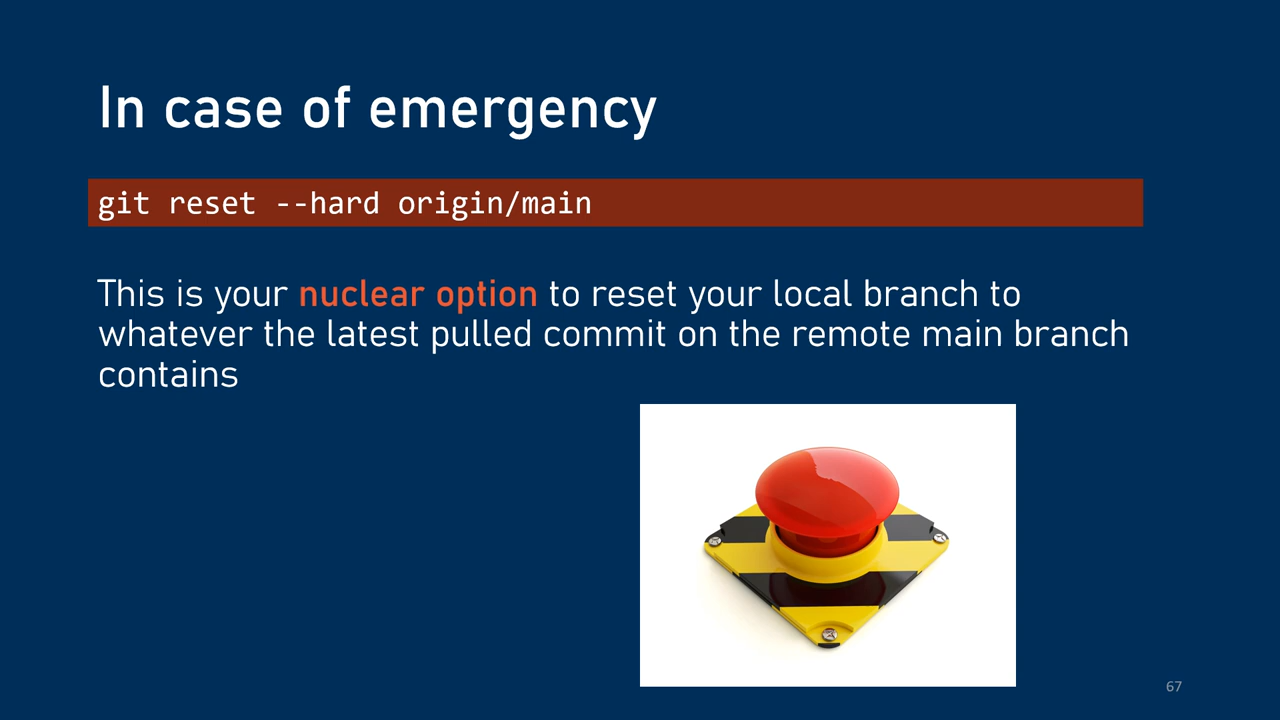 In case of emergency
git reset --hard origin/main
This is your nuclear option to reset your local branch to
whatever the latest pulled commit on the remote main branch
contains
67